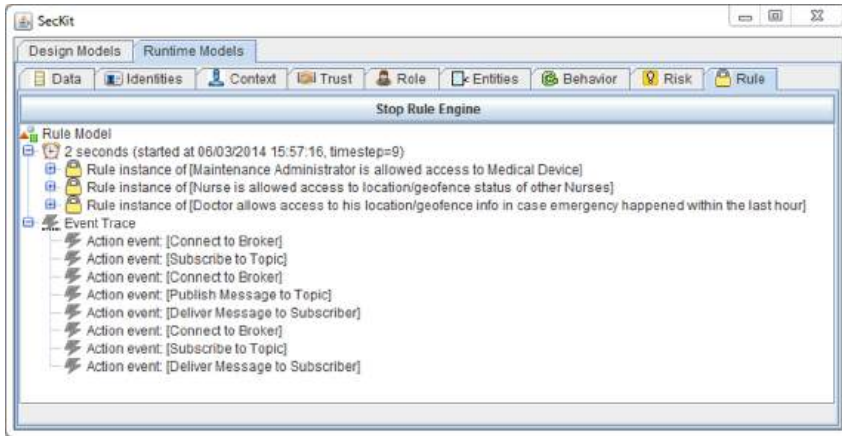 SecKit
Design Models Runtime Models
Data Identities Context Trust Role Entities Behavior Risk Rule
Stop Rule Engine
Rule Model
2 seconds (started at 06/03/2014 15:57:16, timestep=9)
Rule instance of [Maintenance Administrator is allowed access to Medical Device]
Rule instance of [Nurse is allowed access to location/geofence status of other Nurses]
Rule instance of [Doctor allows access to his location/geofence info in case emergency happened within the last hour]
Event Trace
Action event: [Connect to Broker]
Action event: [Subscribe to Topic]
Action event: [Connect to Broker]
Action event: [Publish Message to Topic]
Action event: [Deliver Message to Subscriber]
Action event: [Connect to Broker]
Action event: [Subscribe to Topic]
Action event: [Deliver Message to Subscriber]